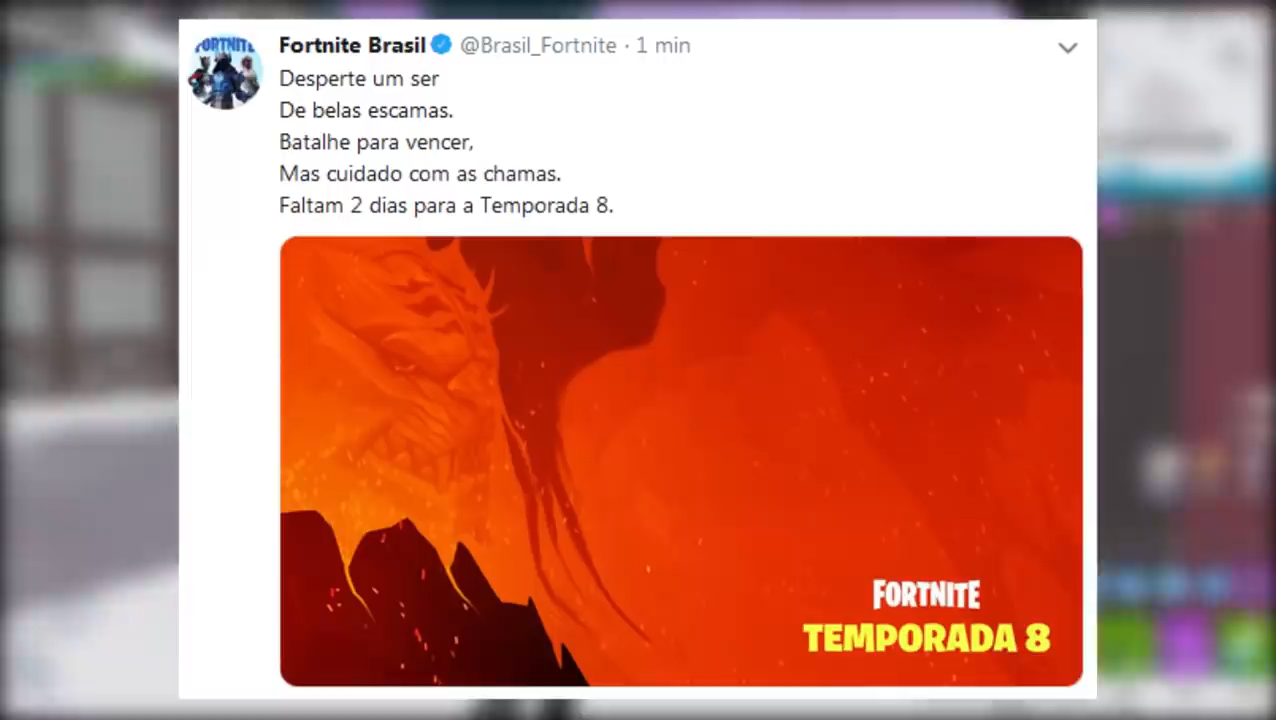 Fortnite Brasil @Brasil_Fortnite · 1 min
Desperte um ser
De belas escamas.
Batalhe para vencer,
Mas cuidado com as chamas.
Faltam 2 dias para a Temporada 8.
FORTNITE
FORTNITE
TEMPORADA 8